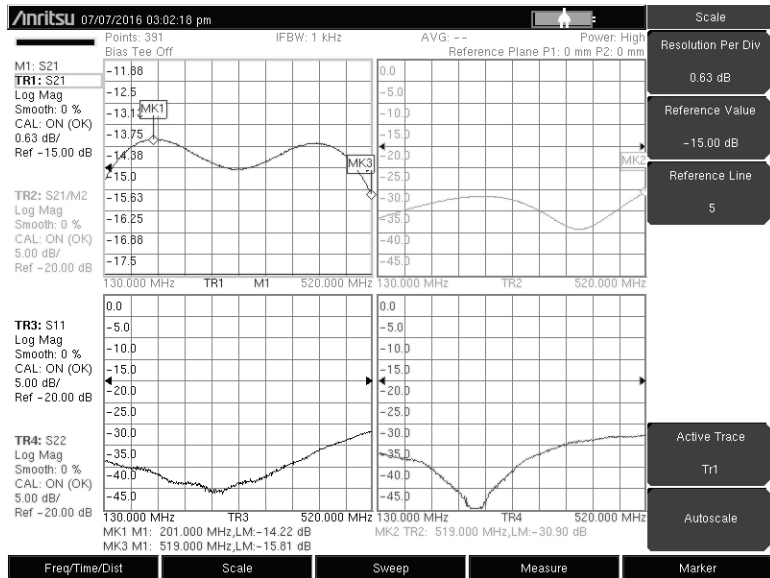 Anritsu 07/07/2016 03:02:18 pm
Scale
Points: 391 IFBW: 1 kHz AVG: -- Power: High
Bias Tee Off Reference Plane P1: 0 mm P2: 0 mm
Resolution Per Div
0.63 dB
Reference Value
-15.00 dB
Reference Line
5
M1: S21
TR1: S21
Log Mag
Smooth: 0 %
CAL: ON (OK)
0.63 dB/
Ref -15.00 dB
TR2: S21/M2
Log Mag
Smooth: 0 %
CAL: ON (OK)
5.00 dB/
Ref -20.00 dB
-11.88
-12.5
-13.13
-13.75
-14.38
-15.0
-15.63
-16.25
-16.88
-17.5
MK1
MK3
130.000 MHz TR1 M1 520.000 MHz
0.0
-5.0
-10.0
-15.0
-20.0
-25.0
-30.0
-35.0
-40.0
-45.0
MK2
130.000 MHz TR2 520.000 MHz
TR3: S11
Log Mag
Smooth: 0 %
CAL: ON (OK)
5.00 dB/
Ref -20.00 dB
TR4: S22
Log Mag
Smooth: 0 %
CAL: ON (OK)
5.00 dB/
Ref -20.00 dB
0.0
-5.0
-10.0
-15.0
-20.0
-25.0
-30.0
-35.0
-40.0
-45.0
130.000 MHz TR3 520.000 MHz
0.0
-5.0
-10.0
-15.0
-20.0
-25.0
-30.0
-35.0
-40.0
-45.0
130.000 MHz TR4 520.000 MHz
MK1 M1: 201.000 MHz,LM:-14.22 dB
MK3 M1: 519.000 MHz,LM:-15.81 dB
MK2 TR2: 519.000 MHz,LM:-30.90 dB
Active Trace
Tr1
Autoscale
Freq/Time/Dist Scale Sweep Measure Marker